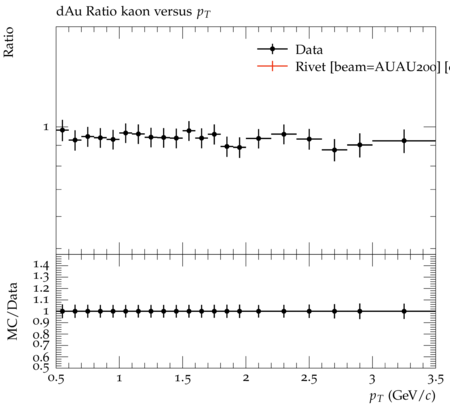 dAu Ratio kaon versus p_T
Ratio
Data
Rivet [beam=AUAU200] [
1
MC/Data
1.4
1.3
1.2
1.1
1
0.9
0.8
0.7
0.6
0.5
0.5 1 1.5 2 2.5 3 3.5
p_T (GeV/c)